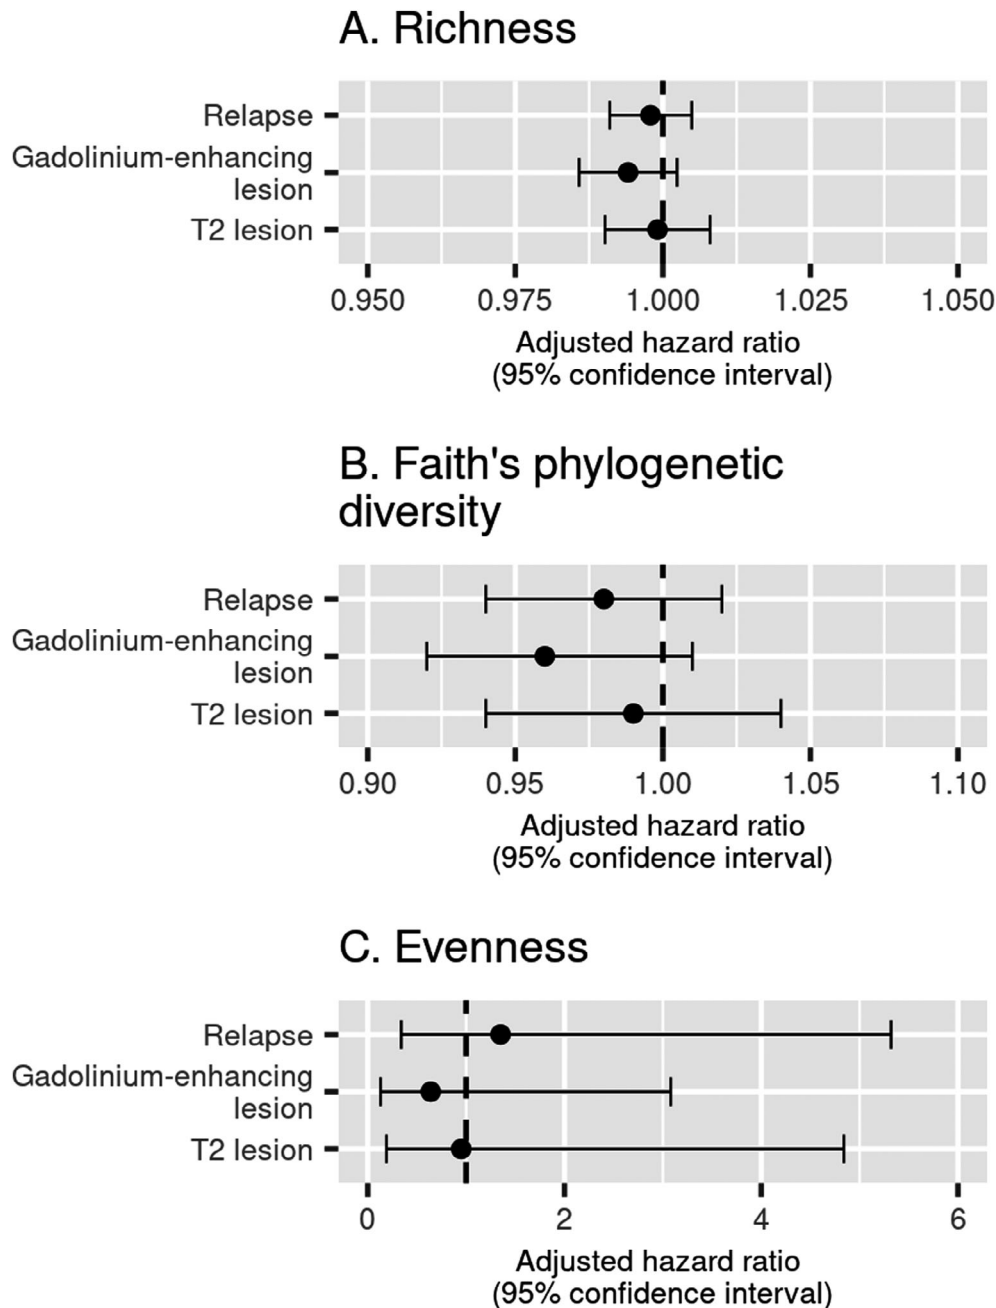 A. Richness
Relapse
Gadolinium-enhancing
lesion
T2 lesion
0.950 0.975 1.000 1.025 1.050
Adjusted hazard ratio
(95% confidence interval)
B. Faith's phylogenetic
diversity
Relapse
Gadolinium-enhancing
lesion
T2 lesion
0.90 0.95 1.00 1.05 1.10
Adjusted hazard ratio
(95% confidence interval)
C. Evenness
Relapse
Gadolinium-enhancing
lesion
T2 lesion
0 2 4 6
Adjusted hazard ratio
(95% confidence interval)